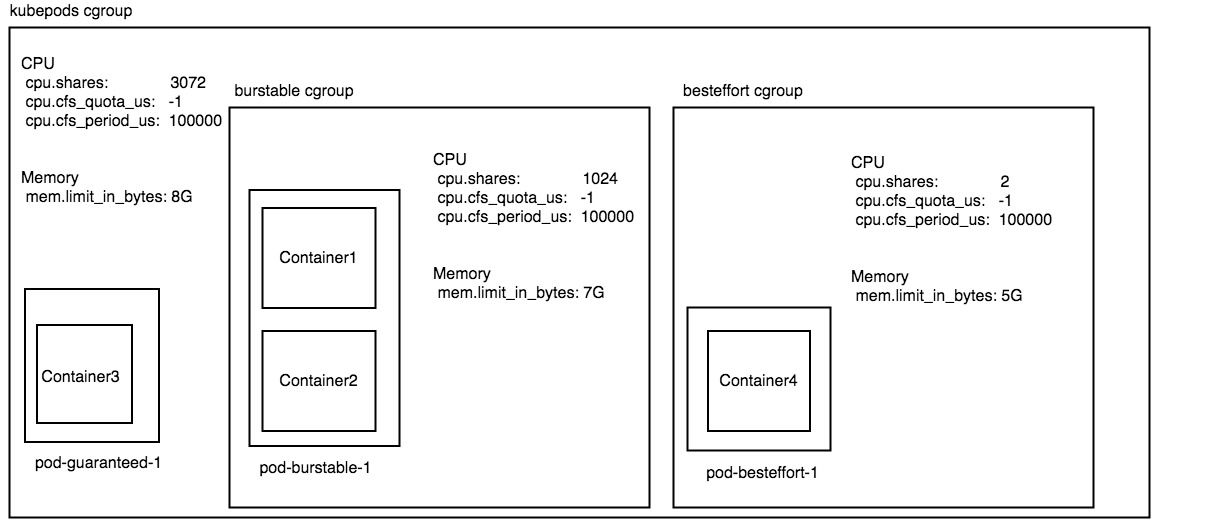 kubepods cgroup
CPU
cpu.shares: 3072
cpu.cfs_quota_us: -1
cpu.cfs_period_us: 100000
Memory
mem.limit_in_bytes: 8G
Container3
pod-guaranteed-1
burstable cgroup
CPU
cpu.shares: 1024
cpu.cfs_quota_us: -1
cpu.cfs_period_us: 100000
Memory
mem.limit_in_bytes: 7G
Container1
Container2
pod-burstable-1
besteffort cgroup
CPU
cpu.shares: 2
cpu.cfs_quota_us: -1
cpu.cfs_period_us: 100000
Memory
mem.limit_in_bytes: 5G
Container4
pod-besteffort-1